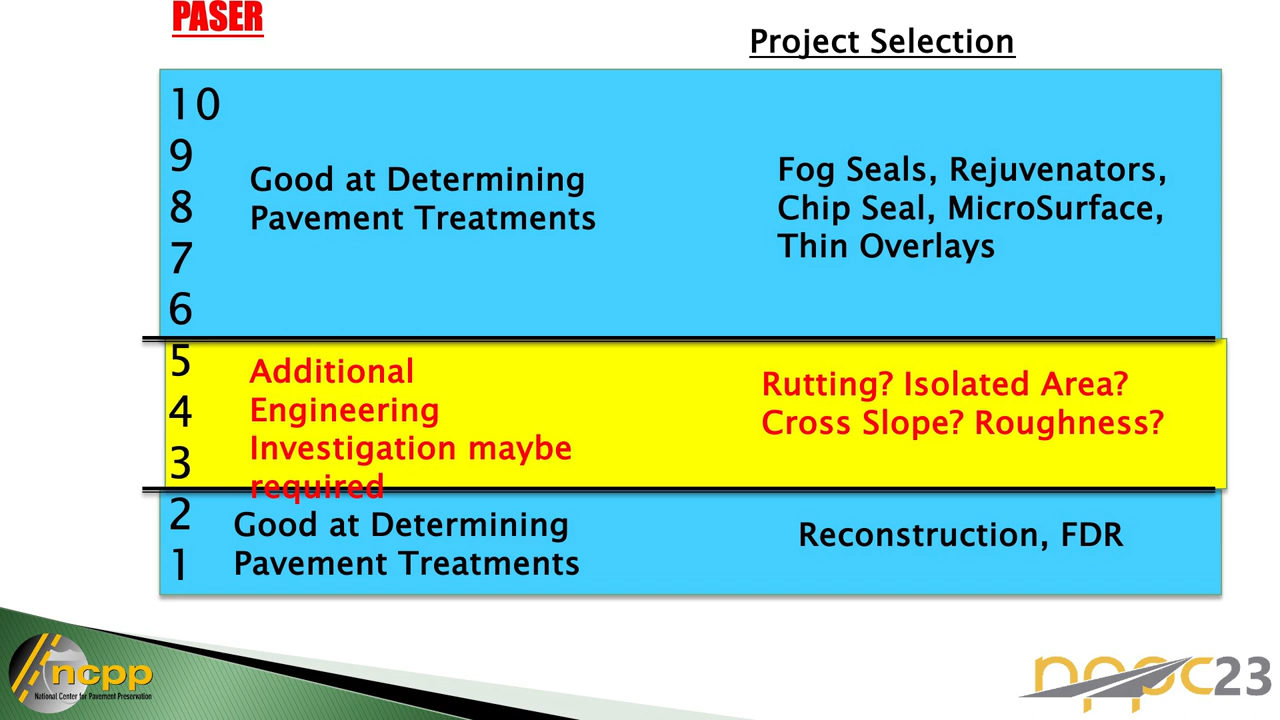 PASER
Project Selection
10
9
8
7
6
Good at Determining
Pavement Treatments
Fog Seals, Rejuvenators,
Chip Seal, MicroSurface,
Thin Overlays
5
4
3
Additional
Engineering
Investigation maybe
required
Rutting? Isolated Area?
Cross Slope? Roughness?
2
1
Good at Determining
Pavement Treatments
Reconstruction, FDR
ncpp
National Center for Pavement Preservation
nppc23